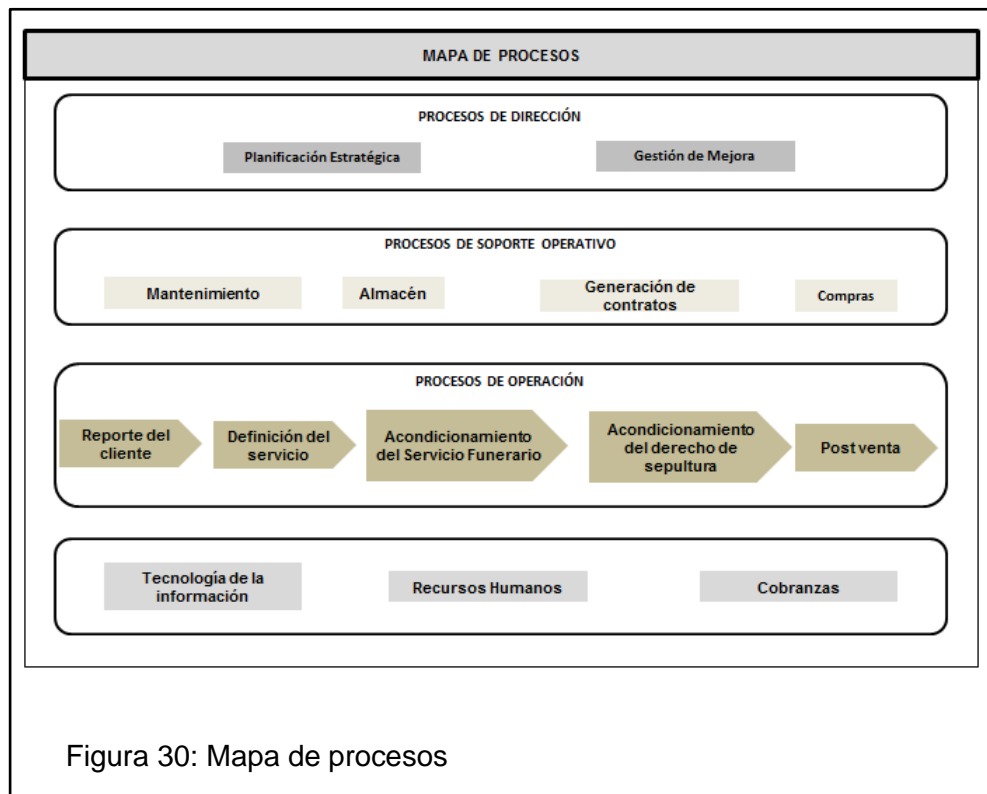 MAPA DE PROCESOS
PROCESOS DE DIRECCIÓN
Planificación Estratégica
Gestión de Mejora
PROCESOS DE SOPORTE OPERATIVO
Mantenimiento
Almacén
Generación de
contratos
Compras
PROCESOS DE OPERACIÓN
Reporte del
cliente
Definición del
servicio
Acondicionamiento
del Servicio Funerario
Acondicionamiento
del derecho de
sepultura
Post venta
Tecnología de la
información
Recursos Humanos
Cobranzas
Figura 30: Mapa de procesos